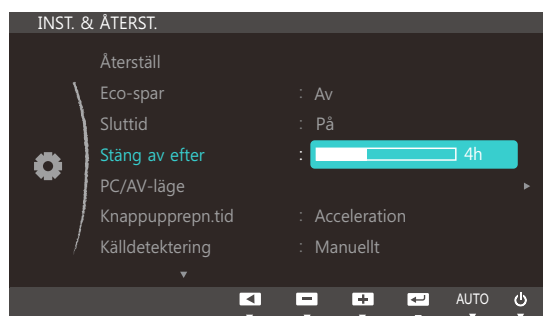 INST. & ÅTERST.
Återställ
Eco-spar : Av
Sluttid : På
Stäng av efter : 4h
PC/AV-läge
Knappupprepn.tid : Acceleration
Källdetektering : Manuellt
AUTO